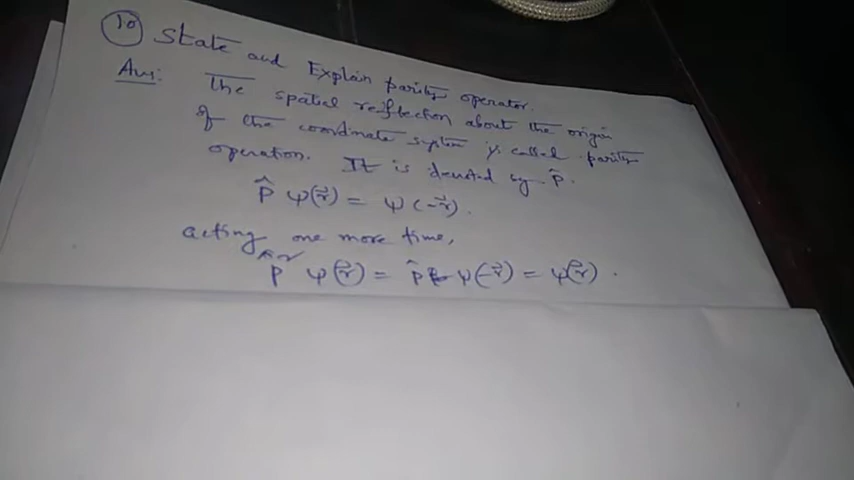 10 State and Explain parity operator.
Ans: The spatial reflection about the origin
of the coordinate system is called parity
operation. It is denoted by P̂.
P̂ ψ(r⃗) = ψ(-r⃗).
acting one more time,
P̂² ψ(r⃗) = P̂ ψ(-r⃗) = ψ(r⃗).